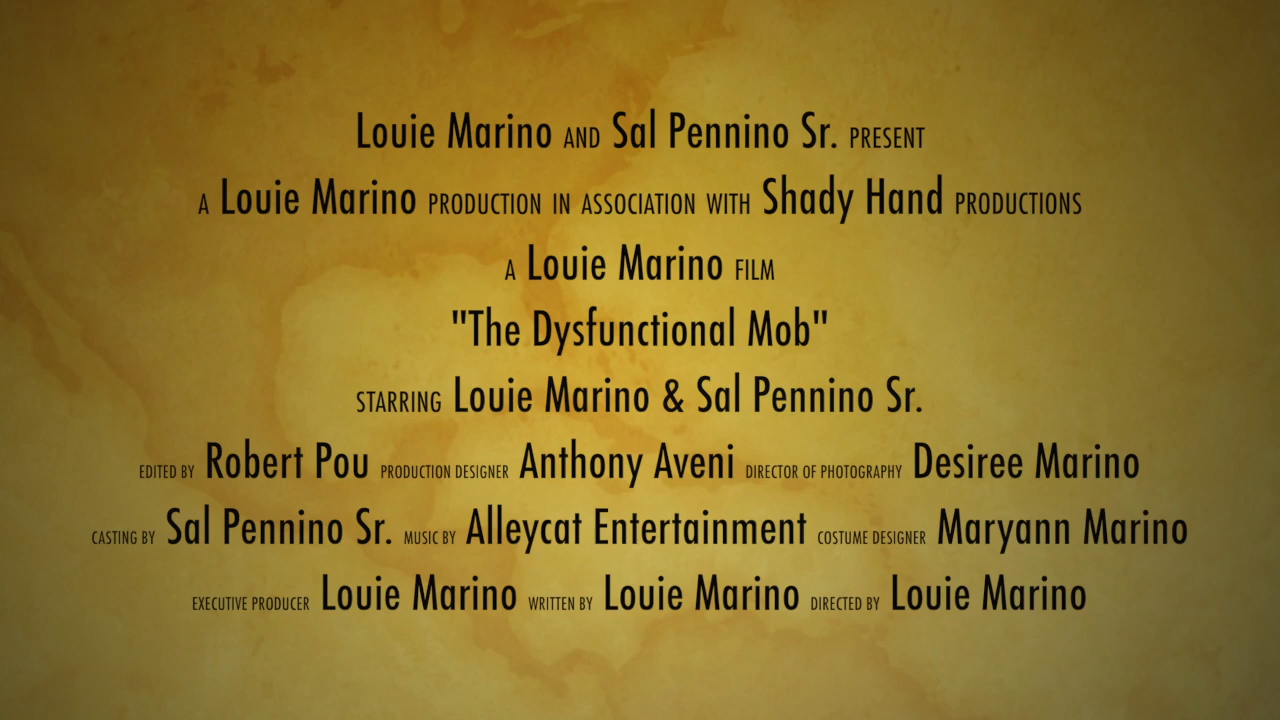 Louie Marino AND Sal Pennino Sr. PRESENT
A Louie Marino PRODUCTION IN ASSOCIATION WITH Shady Hand PRODUCTIONS
A Louie Marino FILM
"The Dysfunctional Mob"
STARRING Louie Marino & Sal Pennino Sr.
EDITED BY Robert Pou PRODUCTION DESIGNER Anthony Aveni DIRECTOR OF PHOTOGRAPHY Desiree Marino
CASTING BY Sal Pennino Sr. MUSIC BY Alleycat Entertainment COSTUME DESIGNER Maryann Marino
EXECUTIVE PRODUCER Louie Marino WRITTEN BY Louie Marino DIRECTED BY Louie Marino